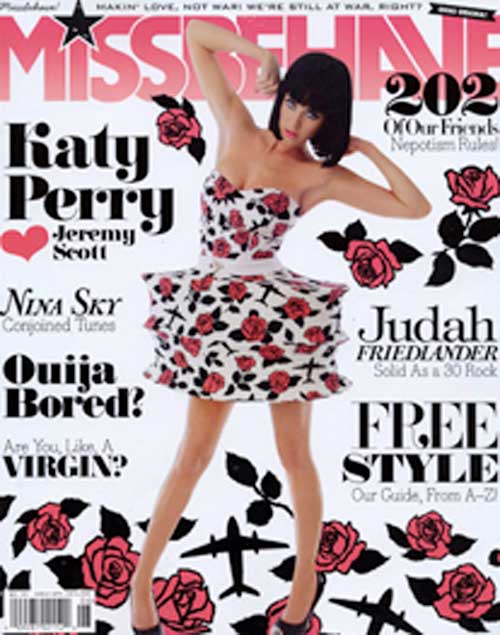 MAKIN' LOVE, NOT WAR! WE'RE STILL AT WAR, RIGHT?
MISSBEHAVE
202
Of Our Friends
Nepotism Rules!
Katy
Perry
Jeremy
Scott
NINA SKY
Conjoined Tunes
Judah
FRIEDLANDER
Solid As a 30 Rock
Ouija
Bored?
FREE
STYLE
Our Guide, From A-Z!
Are You, Like, A
VIRGIN?